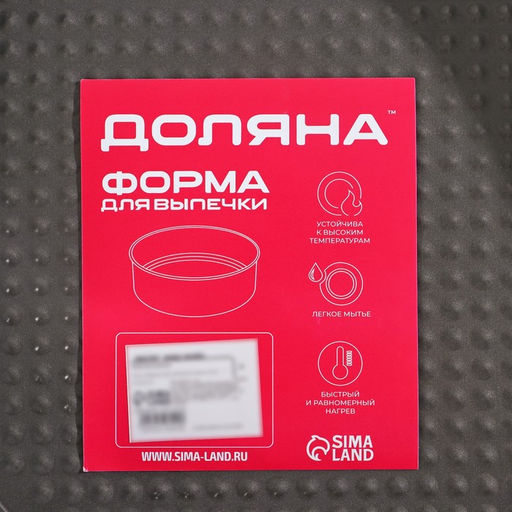 ДОЛЯНА™
ФОРМА
ДЛЯ ВЫПЕЧКИ
УСТОЙЧИВА
К ВЫСОКИМ
ТЕМПЕРАТУРАМ
ЛЕГКОЕ МЫТЬЕ
БЫСТРЫЙ
И РАВНОМЕРНЫЙ
НАГРЕВ
WWW.SIMA-LAND.RU
SIMA
LAND